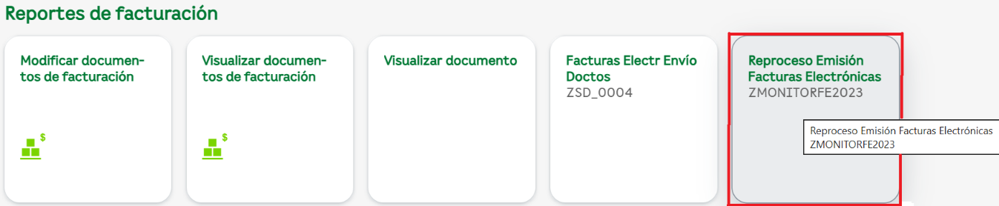 Reportes de facturación
Modificar documen-
tos de facturación
$
Visualizar documen-
tos de facturación
$
Visualizar documento
Facturas Electr Envío
Doctos
ZSD_0004
Reproceso Emisión
Facturas Electrónicas
ZMONITORFE2023
Reproceso Emisión Facturas Electrónicas
ZMONITORFE2023